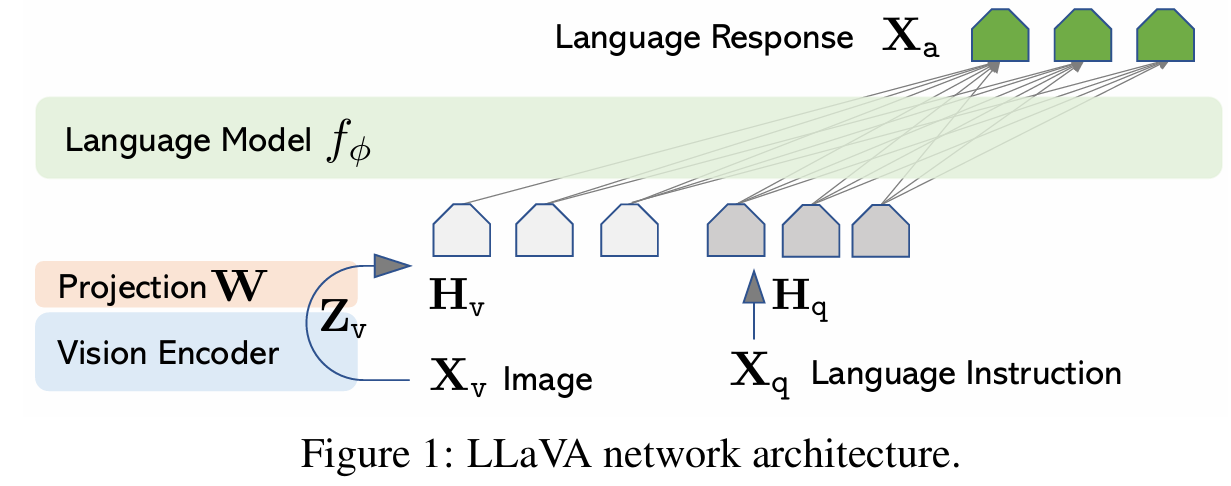 Language Response X_a
Language Model f_ϕ
Projection W
H_v
H_q
Z_v
Vision Encoder
X_v Image
X_q Language Instruction
Figure 1: LLaVA network architecture.